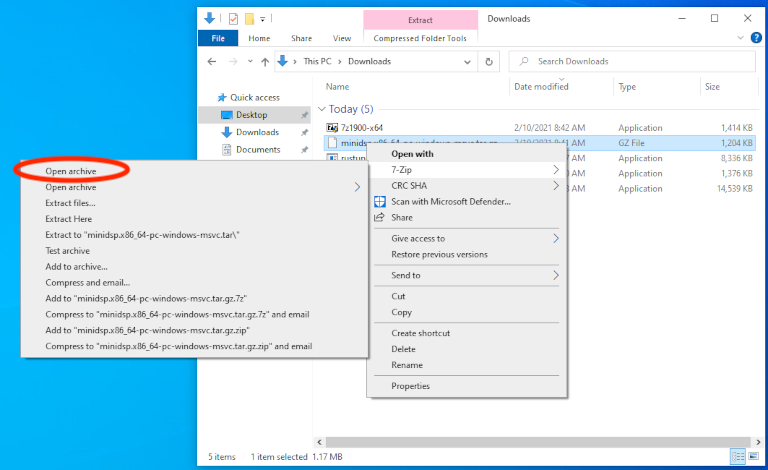 Extract
Downloads
File
Home
Share
View
Compressed Folder Tools
This PC
Downloads
Search Downloads
Name
Date modified
Type
Size
Quick access
Desktop
Downloads
Documents
Today (5)
7z1900-x64
2/10/2021 8:42 AM
Application
1,414 KB
minidsp.x86_64-pc-windows-msvc.tar.gz
2/10/2021 8:41 AM
GZ File
1,204 KB
Application
8,336 KB
Application
1,376 KB
Application
14,539 KB
Open with
7-Zip
CRC SHA
Scan with Microsoft Defender...
Share
Give access to
Restore previous versions
Send to
Cut
Copy
Create shortcut
Delete
Rename
Properties
Open archive
Open archive
Extract files...
Extract Here
Extract to "minidsp.x86_64-pc-windows-msvc.tar\"
Test archive
Add to archive...
Compress and email...
Add to "minidsp.x86_64-pc-windows-msvc.tar.gz.7z"
Compress to "minidsp.x86_64-pc-windows-msvc.tar.gz.7z" and email
Add to "minidsp.x86_64-pc-windows-msvc.tar.gz.zip"
Compress to "minidsp.x86_64-pc-windows-msvc.tar.gz.zip" and email
5 items
1 item selected
1.17 MB